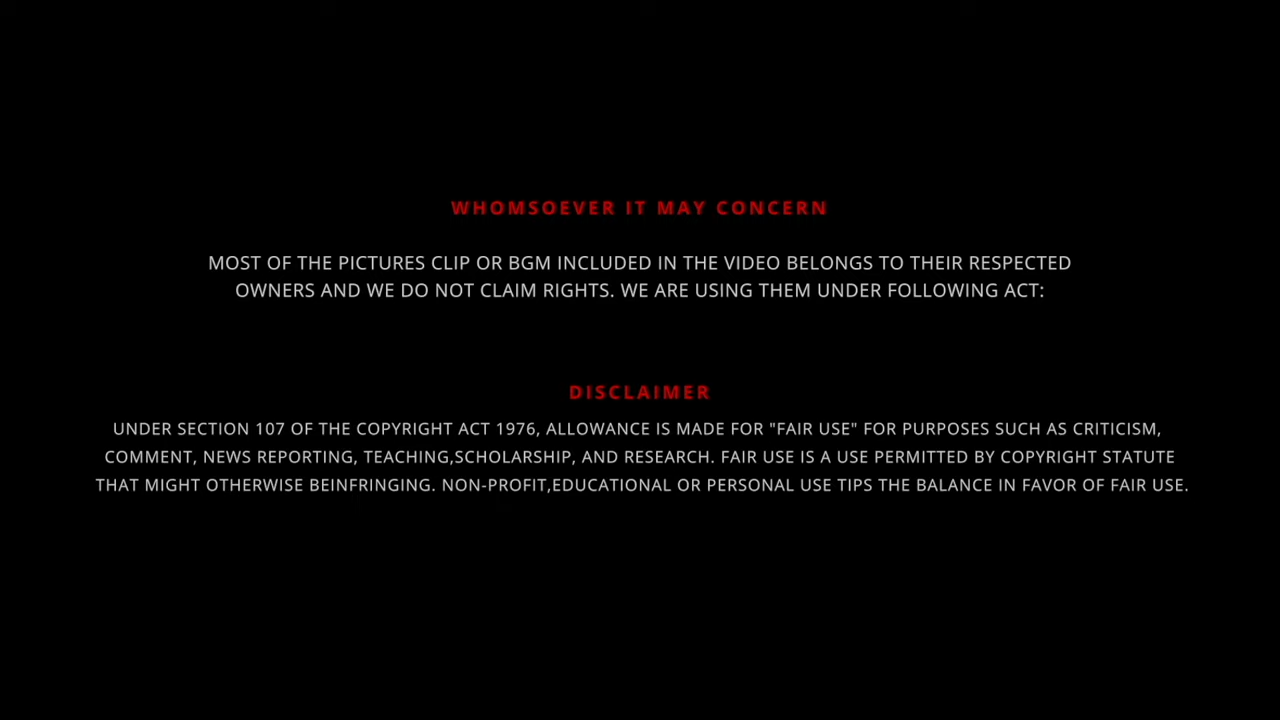 WHOMSOEVER IT MAY CONCERN
MOST OF THE PICTURES CLIP OR BGM INCLUDED IN THE VIDEO BELONGS TO THEIR RESPECTED
OWNERS AND WE DO NOT CLAIM RIGHTS. WE ARE USING THEM UNDER FOLLOWING ACT:
DISCLAIMER
UNDER SECTION 107 OF THE COPYRIGHT ACT 1976, ALLOWANCE IS MADE FOR "FAIR USE" FOR PURPOSES SUCH AS CRITICISM,
COMMENT, NEWS REPORTING, TEACHING,SCHOLARSHIP, AND RESEARCH. FAIR USE IS A USE PERMITTED BY COPYRIGHT STATUTE
THAT MIGHT OTHERWISE BEINFRINGING. NON-PROFIT,EDUCATIONAL OR PERSONAL USE TIPS THE BALANCE IN FAVOR OF FAIR USE.